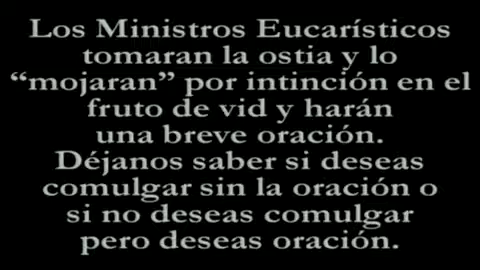 Los Ministros Eucarísticos
tomaran la ostia y lo
“mojaran” por intinción en el
fruto de vid y harán
una breve oración.
Déjanos saber si deseas
comulgar sin la oración o
si no deseas comulgar
pero deseas oración.